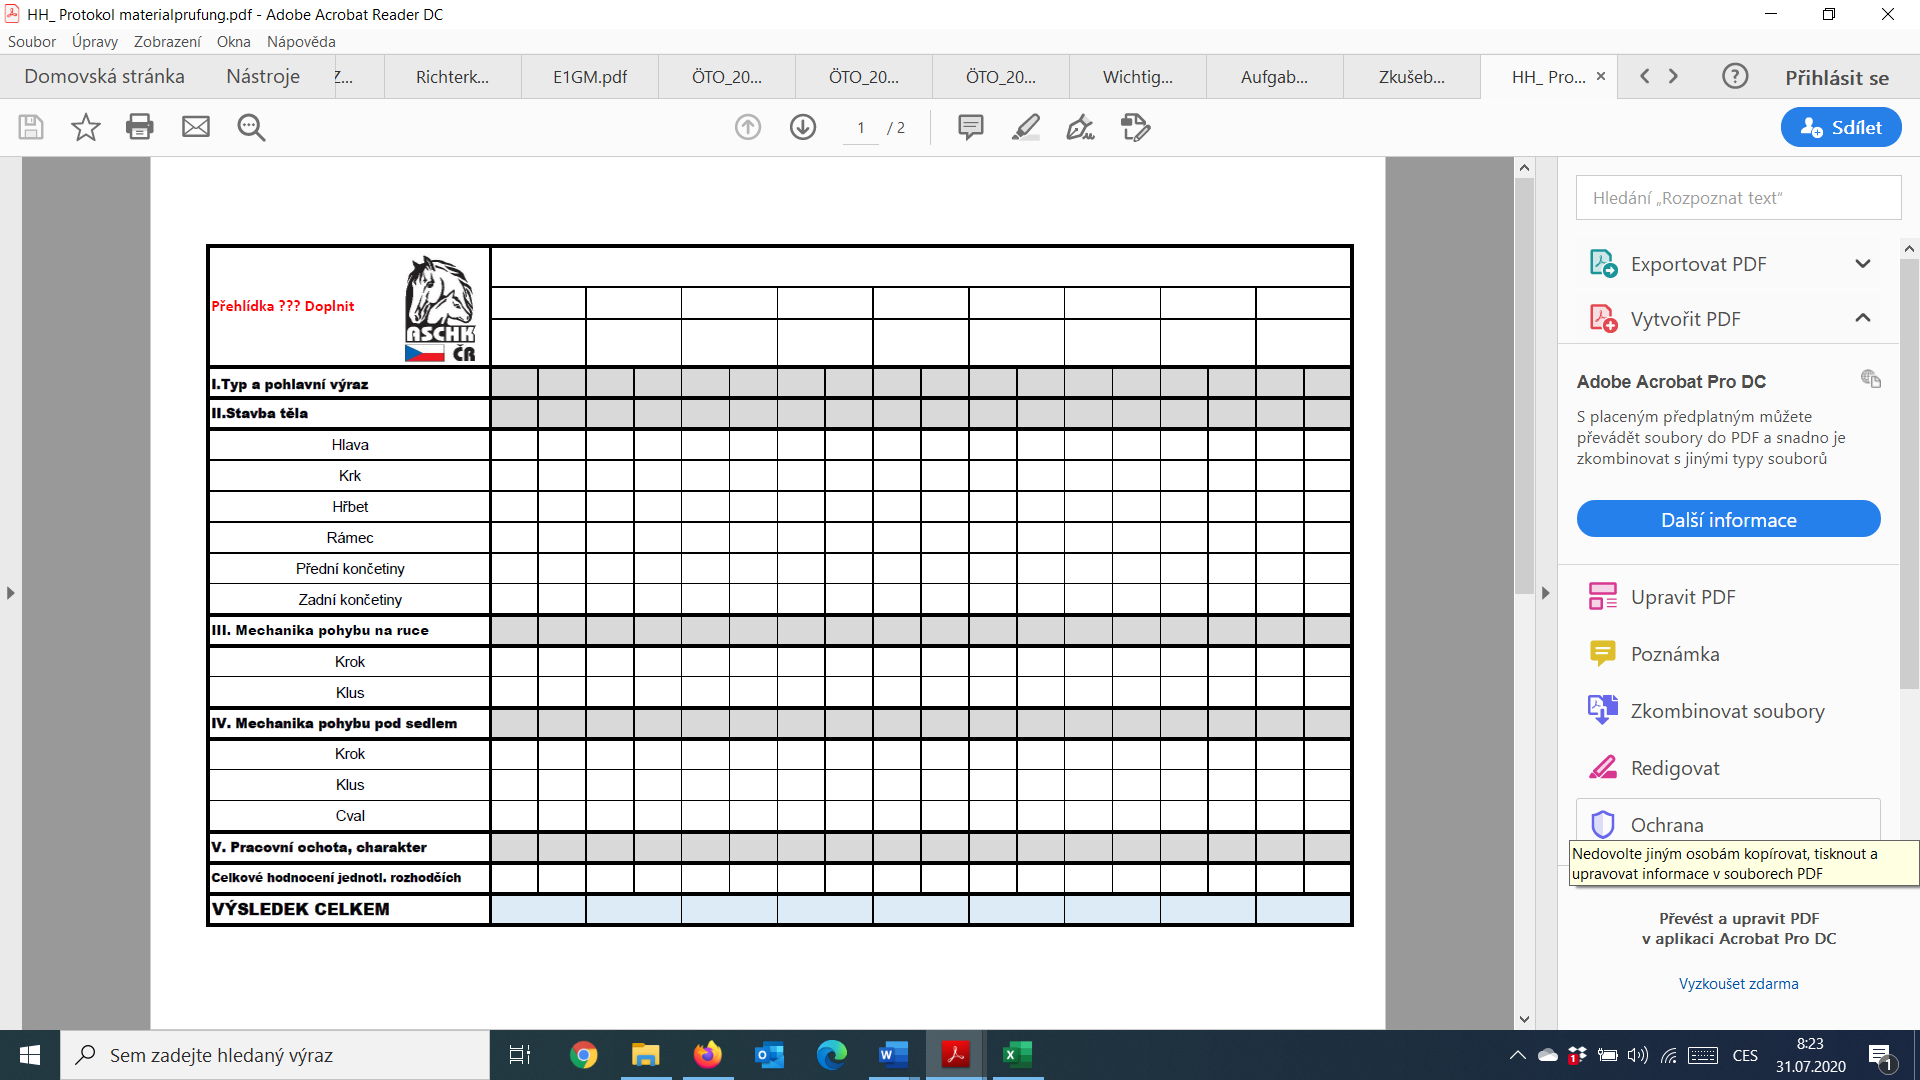 HH_ Protokol materialprufung.pdf - Adobe Acrobat Reader DC
Soubor Úpravy Zobrazení Okna Nápověda
Domovská stránka Nástroje Z... Richterk... E1GM.pdf ÖTO_20... ÖTO_20... ÖTO_20... Wichtig... Aufgab... Zkušeb... HH_ Pro... × ? Přihlásit se
1 / 2
Sdílet
Hledání „Rozpoznat text"
Exportovat PDF
Vytvořit PDF
Adobe Acrobat Pro DC
S placeným předplatným můžete
převádět soubory do PDF a snadno je
zkombinovat s jinými typy souborů
Další informace
Upravit PDF
Poznámka
Zkombinovat soubory
Redigovat
Ochrana
Nedovolte jiným osobám kopírovat, tisknout a
upravovat informace v souborech PDF
Převést a upravit PDF
v aplikaci Acrobat Pro DC
Vyzkoušet zdarma
Přehlídka ??? Doplnit
ASCHK
ČR
I.Typ a pohlavní výraz
II.Stavba těla
Hlava
Krk
Hřbet
Rámec
Přední končetiny
Zadní končetiny
III. Mechanika pohybu na ruce
Krok
Klus
IV. Mechanika pohybu pod sedlem
Krok
Klus
Cval
V. Pracovní ochota, charakter
Celkové hodnocení jednotl. rozhodčích
VÝSLEDEK CELKEM
Sem zadejte hledaný výraz
1
CES
8:23
31.07.2020
1